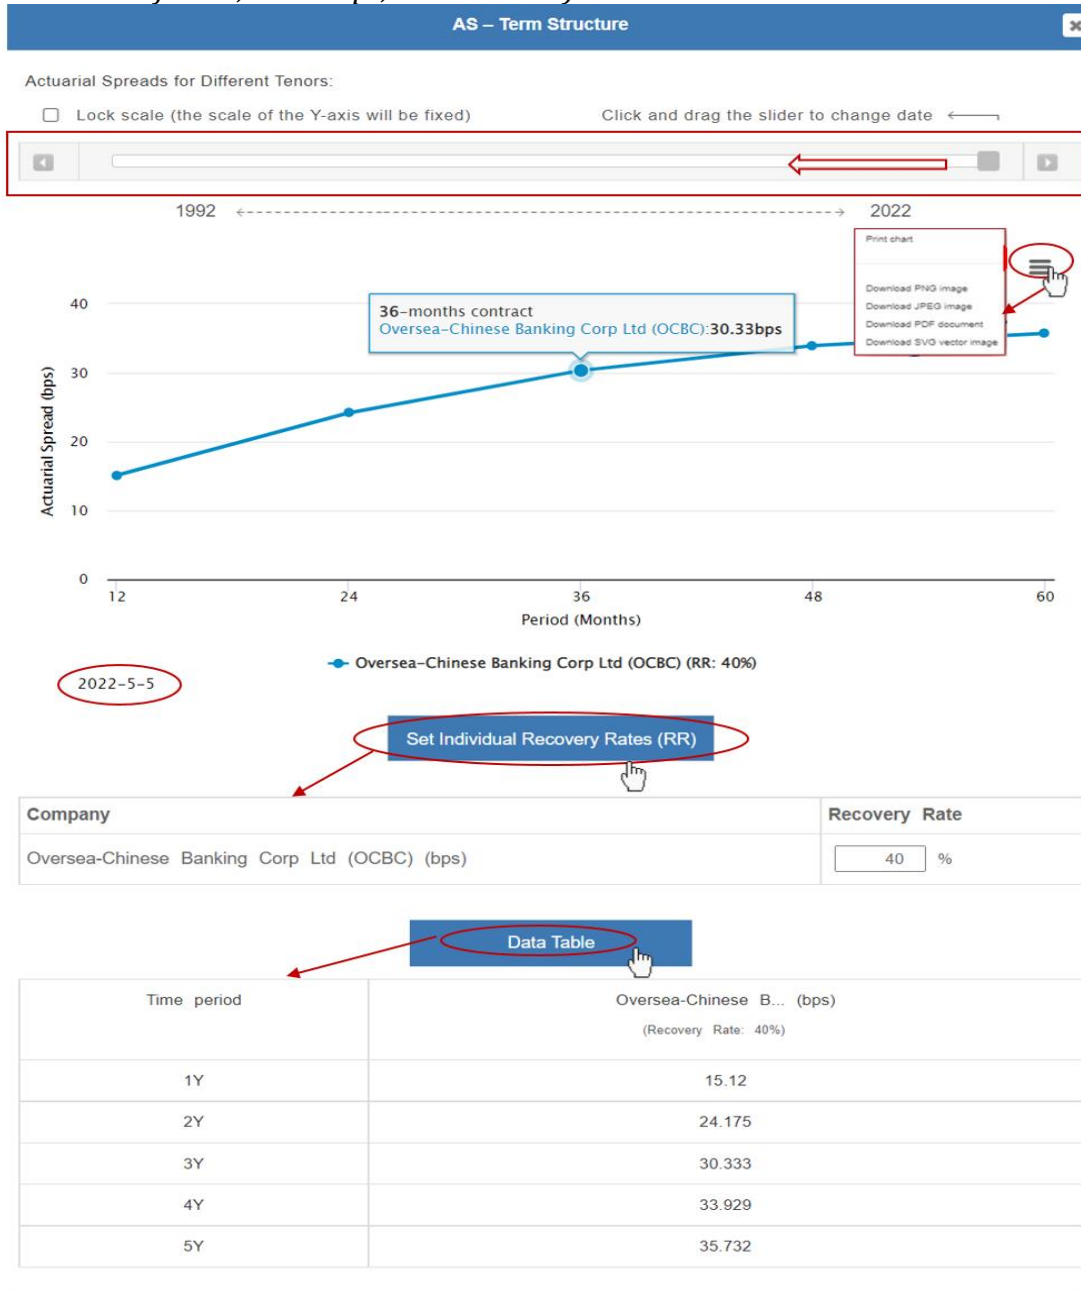 AS – Term Structure
Actuarial Spreads for Different Tenors:
Lock scale (the scale of the Y-axis will be fixed)
Click and drag the slider to change date
1992
2022
Print chart
Download PNG image
Download JPEG image
Download PDF document
Download SVG vector image
36-months contract
Oversea-Chinese Banking Corp Ltd (OCBC):30.33bps
40
30
20
10
0
Actuarial Spread (bps)
12 24 36 48 60
Period (Months)
Oversea-Chinese Banking Corp Ltd (OCBC) (RR: 40%)
2022-5-5
Set Individual Recovery Rates (RR)
Company Recovery Rate
Oversea-Chinese Banking Corp Ltd (OCBC) (bps) 40 %
Data Table
Time period Oversea-Chinese B... (bps)
(Recovery Rate: 40%)
1Y 15.12
2Y 24.175
3Y 30.333
4Y 33.929
5Y 35.732